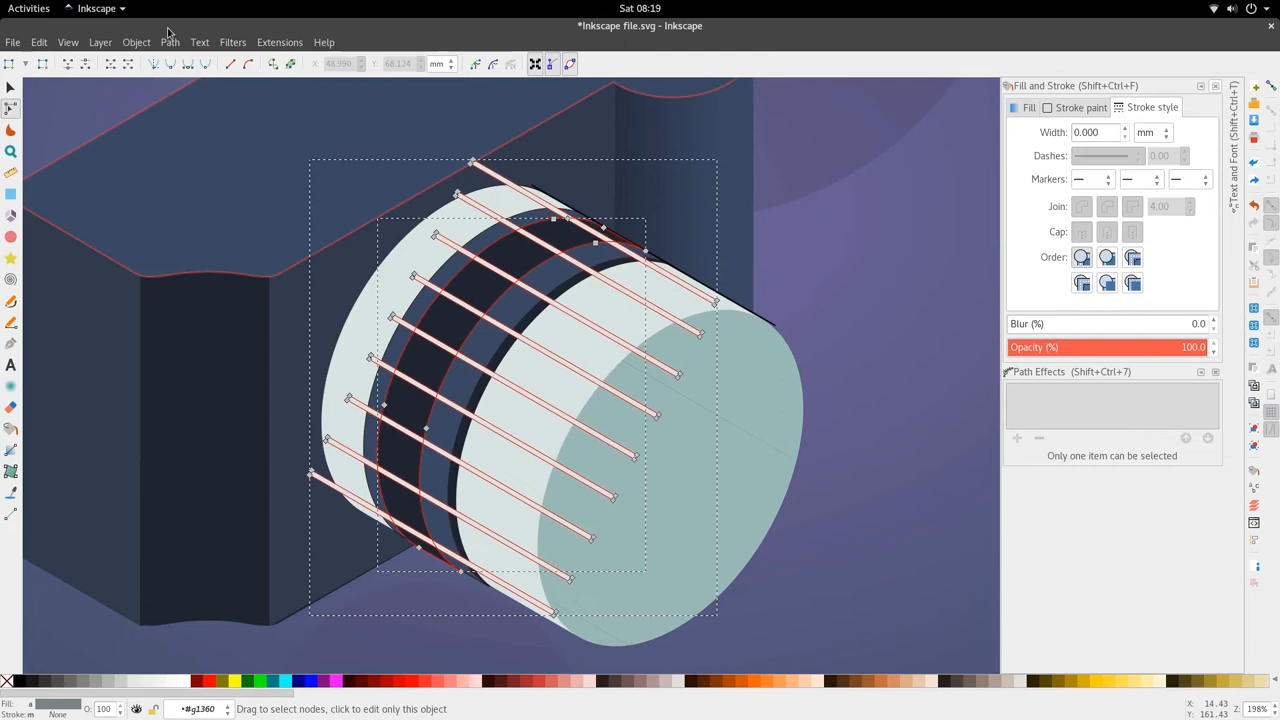 Activities Inkscape Sat 08:19
*Inkscape file.svg - Inkscape
File Edit View Layer Object Path Text Filters Extensions Help
X: 48.990 Y: 68.124 mm
Fill and Stroke (Shift+Ctrl+F)
Fill Stroke paint Stroke style
Width: 0.000 mm
Dashes: 0.00
Markers:
Join: 4.00
Cap:
Order:
Blur (%) 0.0
Opacity (%) 100.0
Path Effects (Shift+Ctrl+7)
Only one item can be selected
Text and Font (Shift+Ctrl+T)
Fill: a O: 100 •#g1360 Drag to select nodes, click to edit only this object X: 14.43 Z: 198%
Stroke: m None Y: 161.43